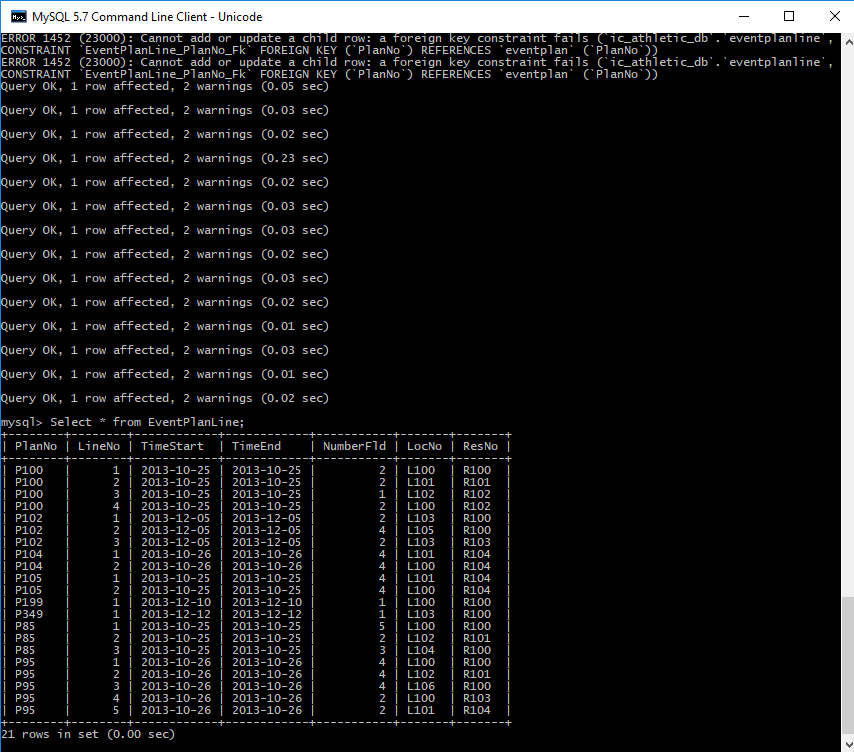 MySQL 5.7 Command Line Client - Unicode
ERROR 1452 (23000): Cannot add or update a child row: a foreign key constraint fails (`ic_athletic_db`.`eventplanline`,
CONSTRAINT `EventPlanLine_PlanNo_Fk` FOREIGN KEY (`PlanNo`) REFERENCES `eventplan` (`PlanNo`))
ERROR 1452 (23000): Cannot add or update a child row: a foreign key constraint fails (`ic_athletic_db`.`eventplanline`,
CONSTRAINT `EventPlanLine_PlanNo_Fk` FOREIGN KEY (`PlanNo`) REFERENCES `eventplan` (`PlanNo`))
Query OK, 1 row affected, 2 warnings (0.05 sec)
Query OK, 1 row affected, 2 warnings (0.03 sec)
Query OK, 1 row affected, 2 warnings (0.02 sec)
Query OK, 1 row affected, 2 warnings (0.23 sec)
Query OK, 1 row affected, 2 warnings (0.02 sec)
Query OK, 1 row affected, 2 warnings (0.03 sec)
Query OK, 1 row affected, 2 warnings (0.03 sec)
Query OK, 1 row affected, 2 warnings (0.02 sec)
Query OK, 1 row affected, 2 warnings (0.03 sec)
Query OK, 1 row affected, 2 warnings (0.02 sec)
Query OK, 1 row affected, 2 warnings (0.01 sec)
Query OK, 1 row affected, 2 warnings (0.03 sec)
Query OK, 1 row affected, 2 warnings (0.01 sec)
Query OK, 1 row affected, 2 warnings (0.02 sec)
mysql> Select * from EventPlanLine;
+--------+--------+------------+------------+-----------+-------+-------+
| PlanNo | LineNo | TimeStart  | TimeEnd    | NumberFld | LocNo | ResNo |
+--------+--------+------------+------------+-----------+-------+-------+
| P100   |      1 | 2013-10-25 | 2013-10-25 |         2 | L100  | R100  |
| P100   |      2 | 2013-10-25 | 2013-10-25 |         2 | L101  | R101  |
| P100   |      3 | 2013-10-25 | 2013-10-25 |         1 | L102  | R102  |
| P100   |      4 | 2013-10-25 | 2013-10-25 |         2 | L100  | R102  |
| P102   |      1 | 2013-12-05 | 2013-12-05 |         2 | L103  | R100  |
| P102   |      2 | 2013-12-05 | 2013-12-05 |         4 | L105  | R100  |
| P102   |      3 | 2013-12-05 | 2013-12-05 |         2 | L103  | R103  |
| P104   |      1 | 2013-10-26 | 2013-10-26 |         4 | L101  | R104  |
| P104   |      2 | 2013-10-26 | 2013-10-26 |         4 | L100  | R104  |
| P105   |      1 | 2013-10-25 | 2013-10-25 |         4 | L101  | R104  |
| P105   |      2 | 2013-10-25 | 2013-10-25 |         4 | L100  | R104  |
| P199   |      1 | 2013-12-10 | 2013-12-10 |         1 | L100  | R100  |
| P349   |      1 | 2013-12-12 | 2013-12-12 |         1 | L103  | R100  |
| P85    |      1 | 2013-10-25 | 2013-10-25 |         5 | L100  | R100  |
| P85    |      2 | 2013-10-25 | 2013-10-25 |         2 | L102  | R101  |
| P85    |      3 | 2013-10-25 | 2013-10-25 |         3 | L104  | R100  |
| P95    |      1 | 2013-10-26 | 2013-10-26 |         4 | L100  | R100  |
| P95    |      2 | 2013-10-26 | 2013-10-26 |         4 | L102  | R101  |
| P95    |      3 | 2013-10-26 | 2013-10-26 |         4 | L106  | R100  |
| P95    |      4 | 2013-10-26 | 2013-10-26 |         2 | L100  | R103  |
| P95    |      5 | 2013-10-26 | 2013-10-26 |         2 | L101  | R104  |
+--------+--------+------------+------------+-----------+-------+-------+
21 rows in set (0.00 sec)